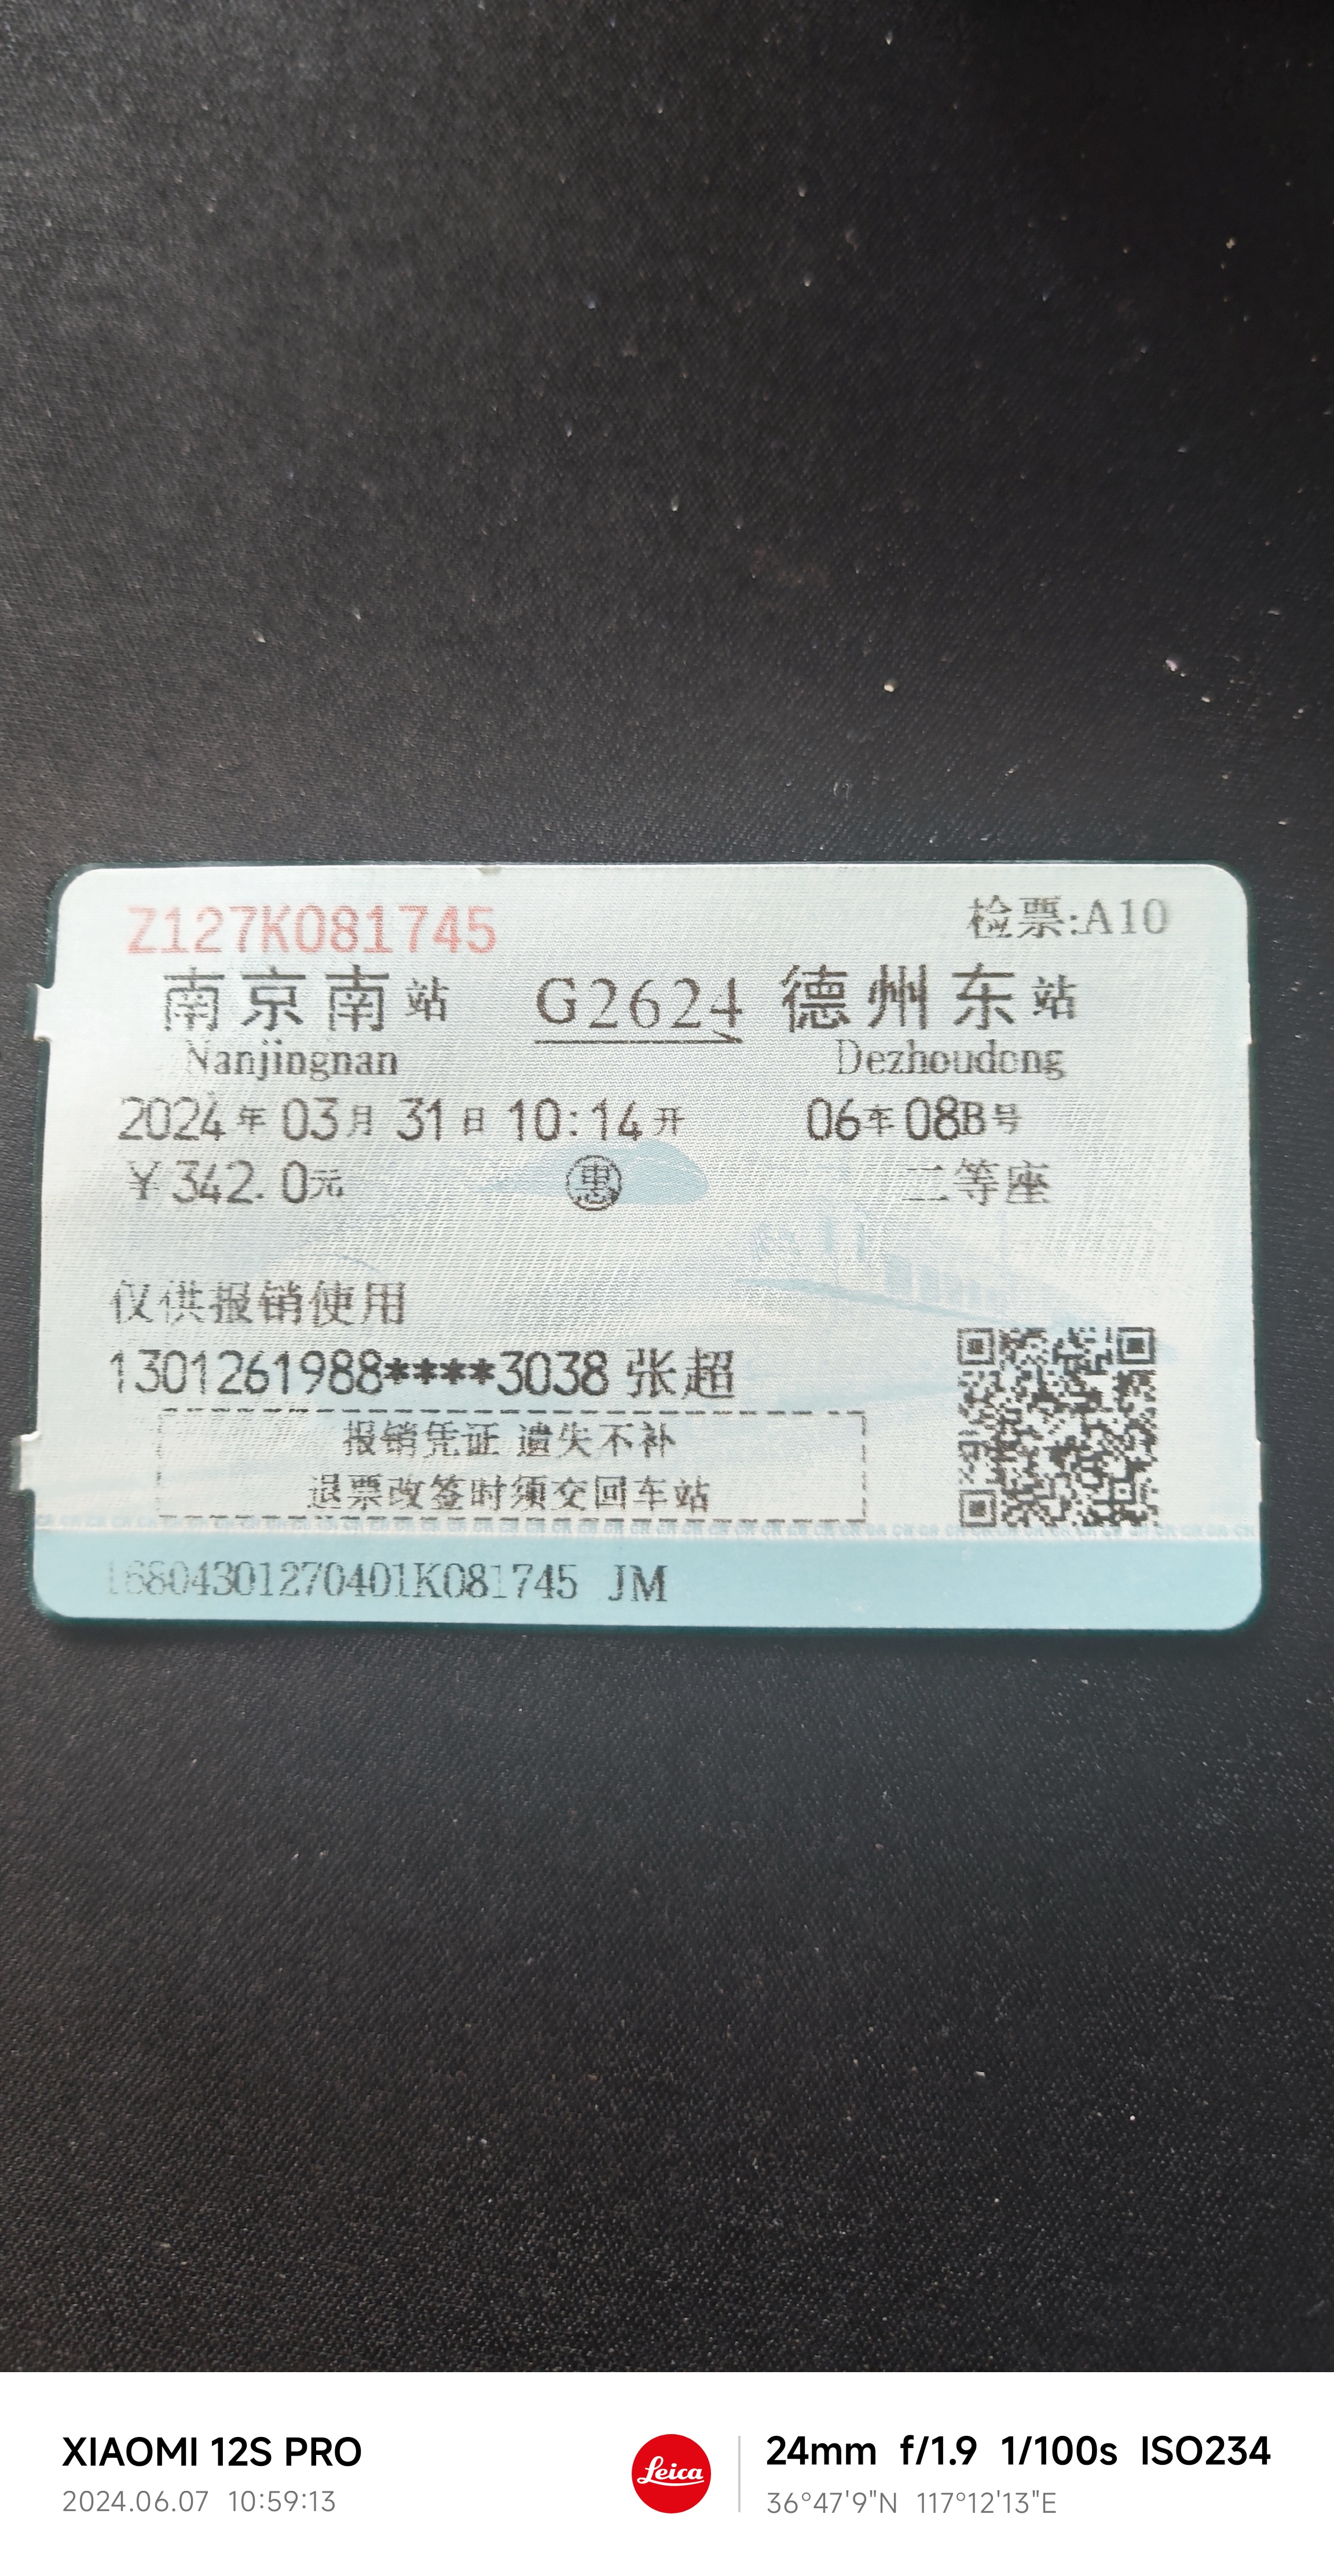 Z127K081745 检票:A10
南京南站 G2624 德州东站
Nanjingnan Dezhoudong
2024年03月31日10:14开 06车08B号
￥342.0元 惠 二等座
仅供报销使用
1301261988****3038 张超
报销凭证 遗失不补
退票改签时须交回车站
16804301270401K081745 JM
XIAOMI 12S PRO
2024.06.07 10:59:13
Leica
24mm f/1.9 1/100s ISO234
36°47'9"N 117°12'13"E